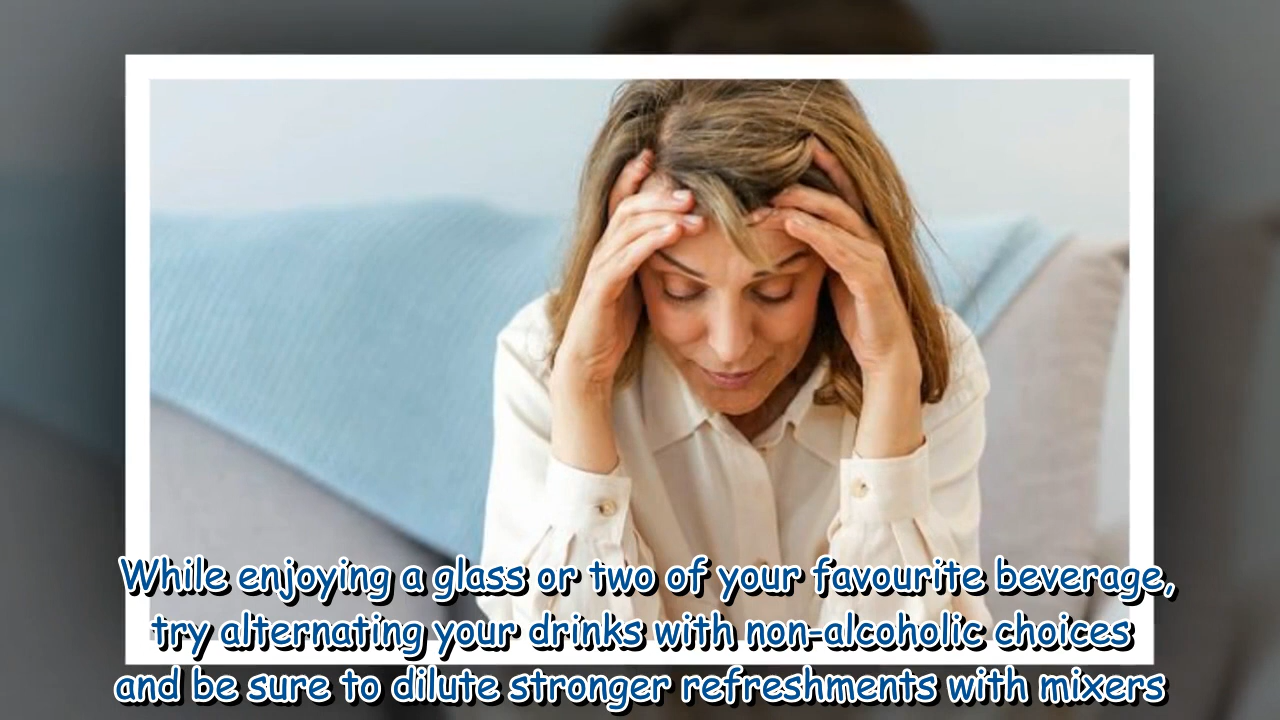 While enjoying a glass or two of your favourite beverage,
try alternating your drinks with non-alcoholic choices
and be sure to dilute stronger refreshments with mixers